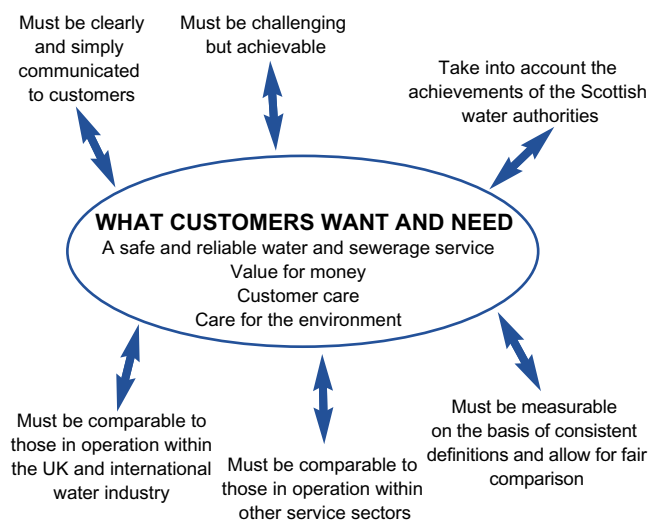 Must be clearly
and simply
communicated
to customers
Must be challenging
but achievable
Take into account the
achievements of the Scottish
water authorities
WHAT CUSTOMERS WANT AND NEED
A safe and reliable water and sewerage service
Value for money
Customer care
Care for the environment
Must be comparable to
those in operation within
the UK and international
water industry
Must be comparable to
those in operation within
other service sectors
Must be measurable
on the basis of consistent
definitions and allow for fair
comparison